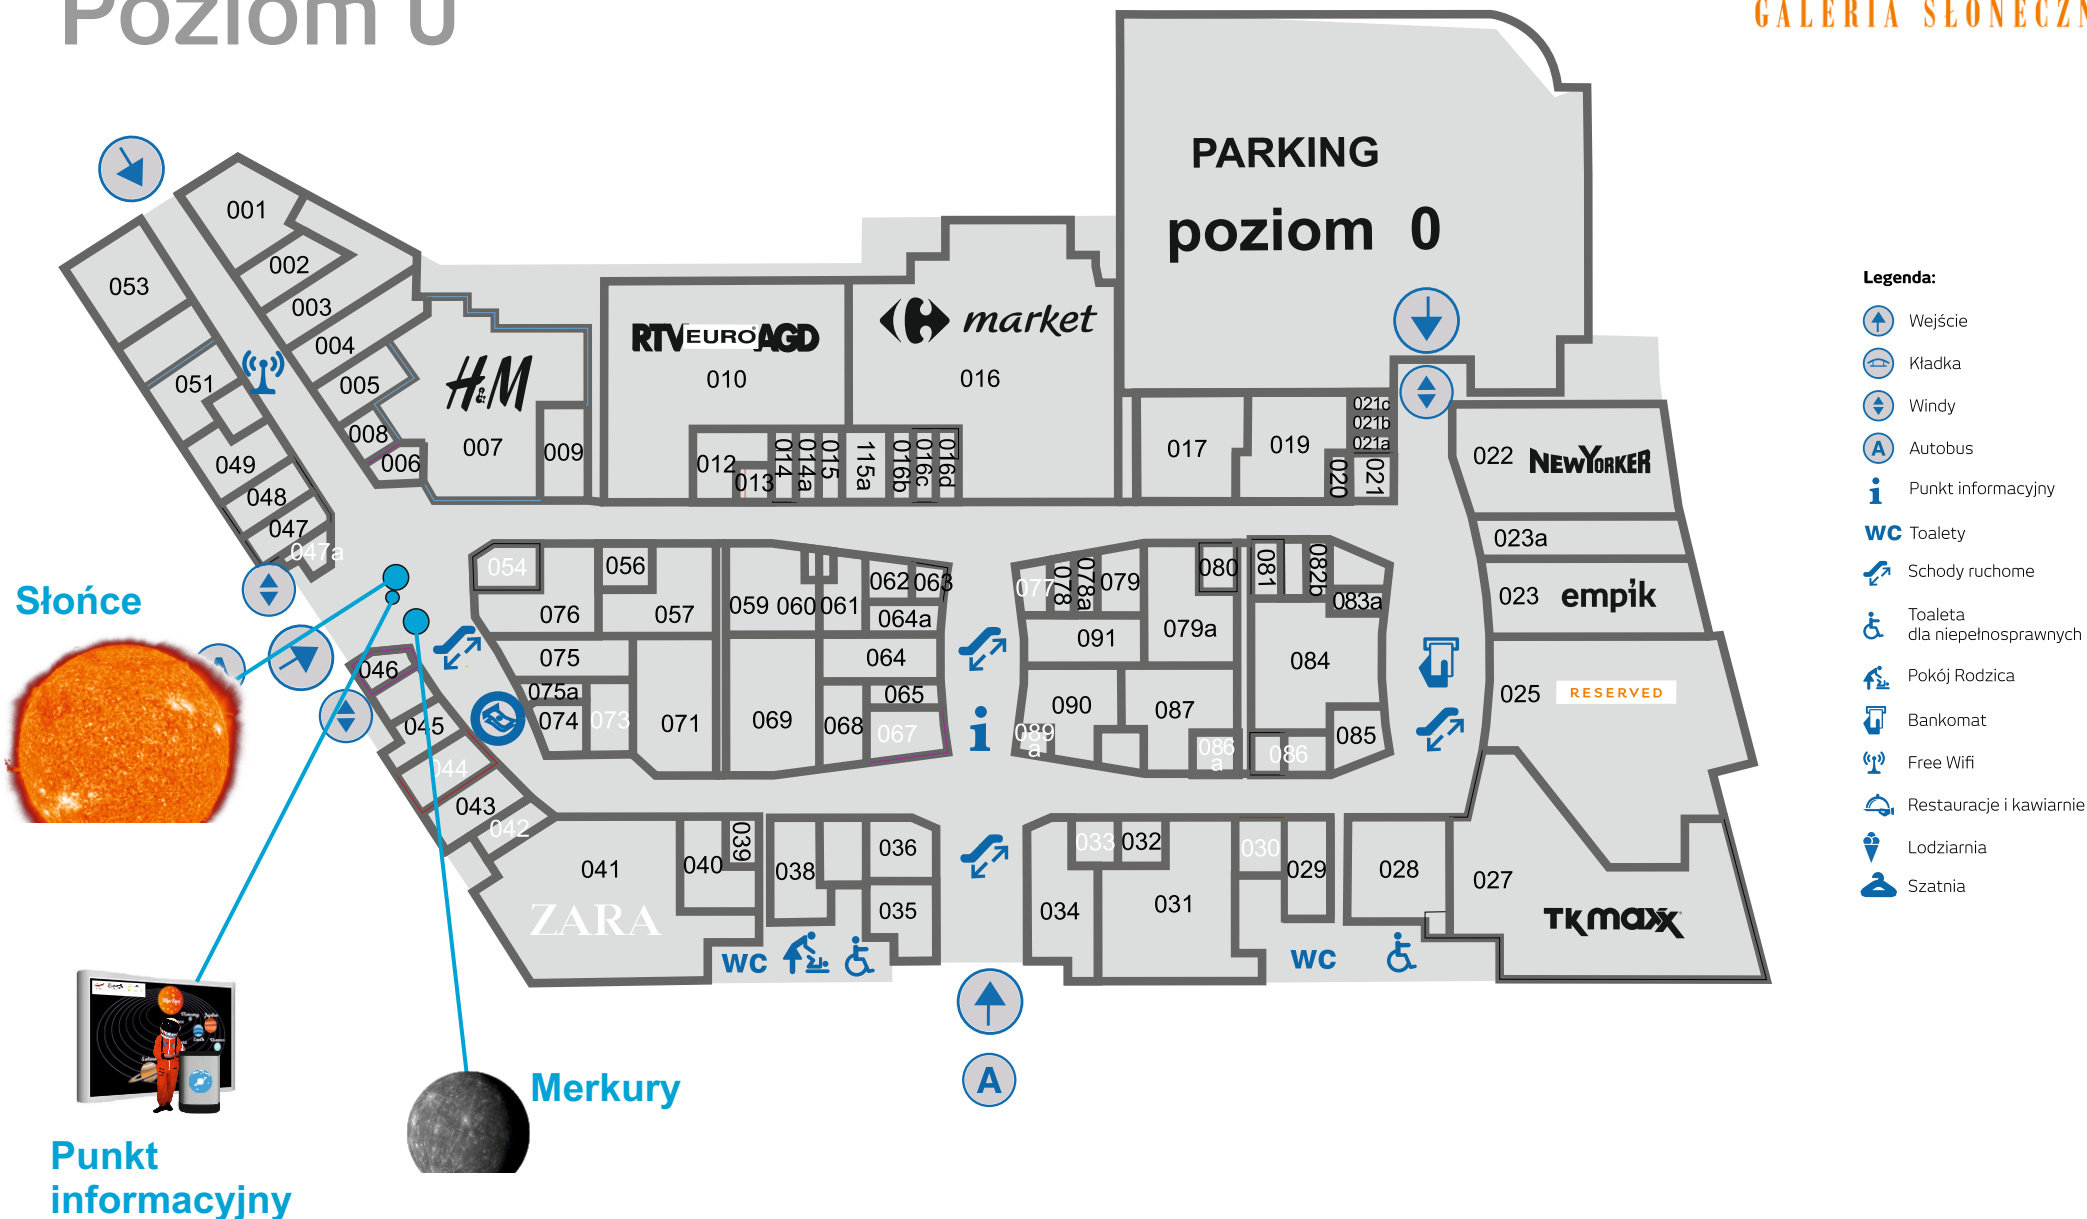 Poziom 0
GALERIA SŁONECZN
PARKING
poziom 0
001
002
003
004
005
008
006
053
051
049
048
047
047a
H&M
007
009
RTV EURO AGD
010
012
013
014
014a
015
115a
016b
016c
016d
market
016
017
019
020
021
021a
021b
021c
022 NEWYORKER
023a
023 empik
025 RESERVED
027
TK maxx
028
029
030
031
032
033
034
035
036
038
039
040
041
ZARA
042
043
044
045
046
054
056
057
076
075
075a
074
073
071
059
060
061
062
063
064a
064
065
067
068
069
077
078
078a
079
079a
080
081
082b
083a
084
085
086
086
a
087
089
a
090
091
WC
WC
A
A
Słońce
Merkury
Punkt
informacyjny
Legenda:
Wejście
Kładka
Windy
A Autobus
i Punkt informacyjny
WC Toalety
Schody ruchome
Toaleta
dla niepełnosprawnych
Pokój Rodzica
Bankomat
Free Wifi
Restauracje i kawiarnie
Lodziarnia
Szatnia